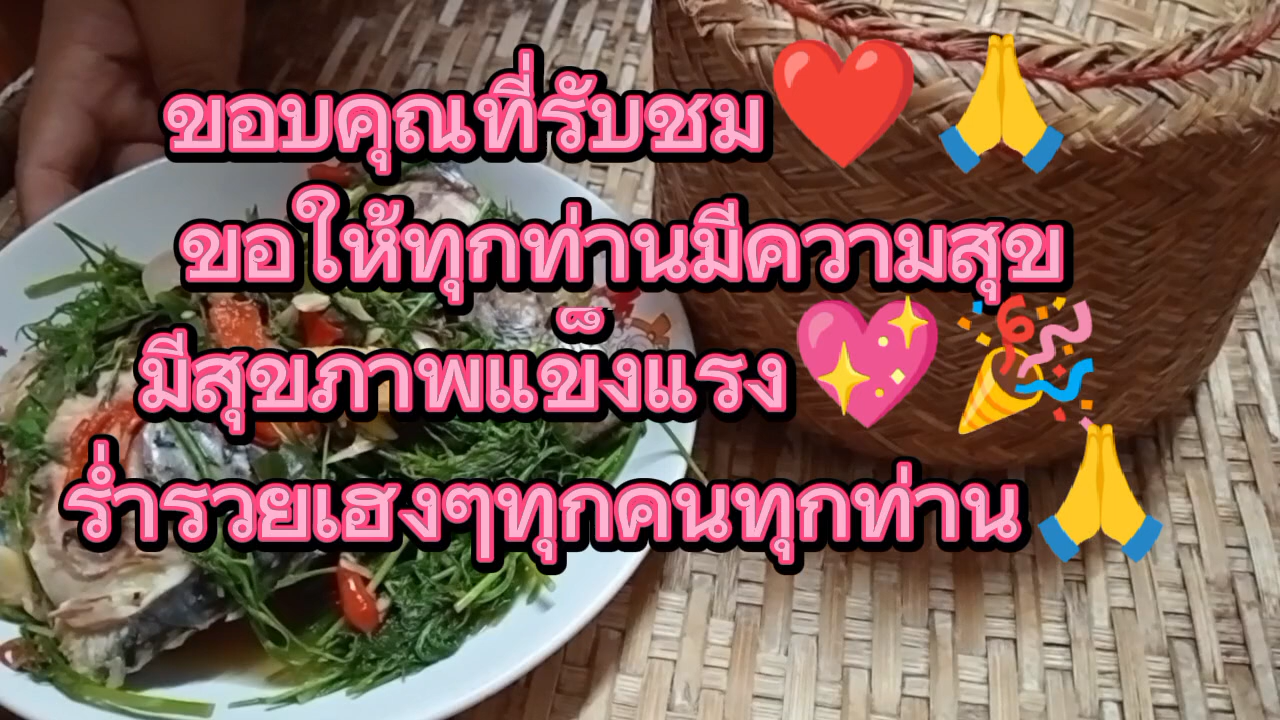 ขอบคุณที่รับชม❤️🙏
ขอให้ทุกท่านมีความสุข
มีสุขภาพแข็งแรง💖🎉
ร่ำรวยเฮงๆทุกคนทุกท่าน🙏